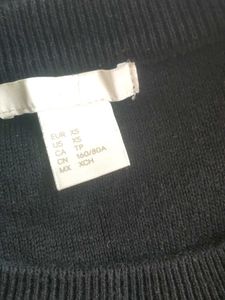 EUR XS
US XS
CA TP
CN 160/80A
MX XCH